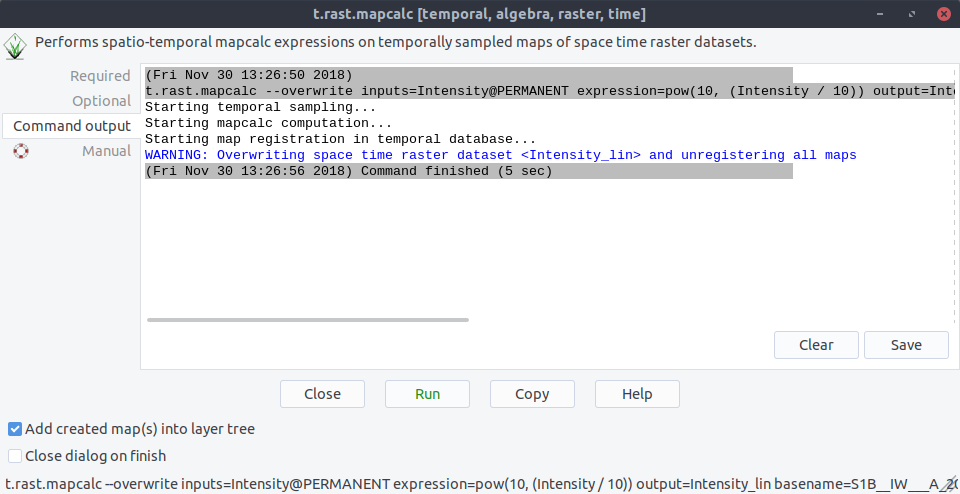 t.rast.mapcalc [temporal, algebra, raster, time]
Performs spatio-temporal mapcalc expressions on temporally sampled maps of space time raster datasets.
Required
Optional
Command output
Manual
(Fri Nov 30 13:26:50 2018)
t.rast.mapcalc --overwrite inputs=Intensity@PERMANENT expression=pow(10, (Intensity / 10)) output=Inte
Starting temporal sampling...
Starting mapcalc computation...
Starting map registration in temporal database...
WARNING: Overwriting space time raster dataset <Intensity_lin> and unregistering all maps
(Fri Nov 30 13:26:56 2018) Command finished (5 sec)
Clear
Save
Close
Run
Copy
Help
Add created map(s) into layer tree
Close dialog on finish
t.rast.mapcalc --overwrite inputs=Intensity@PERMANENT expression=pow(10, (Intensity / 10)) output=Intensity_lin basename=S1B__IW___A_20